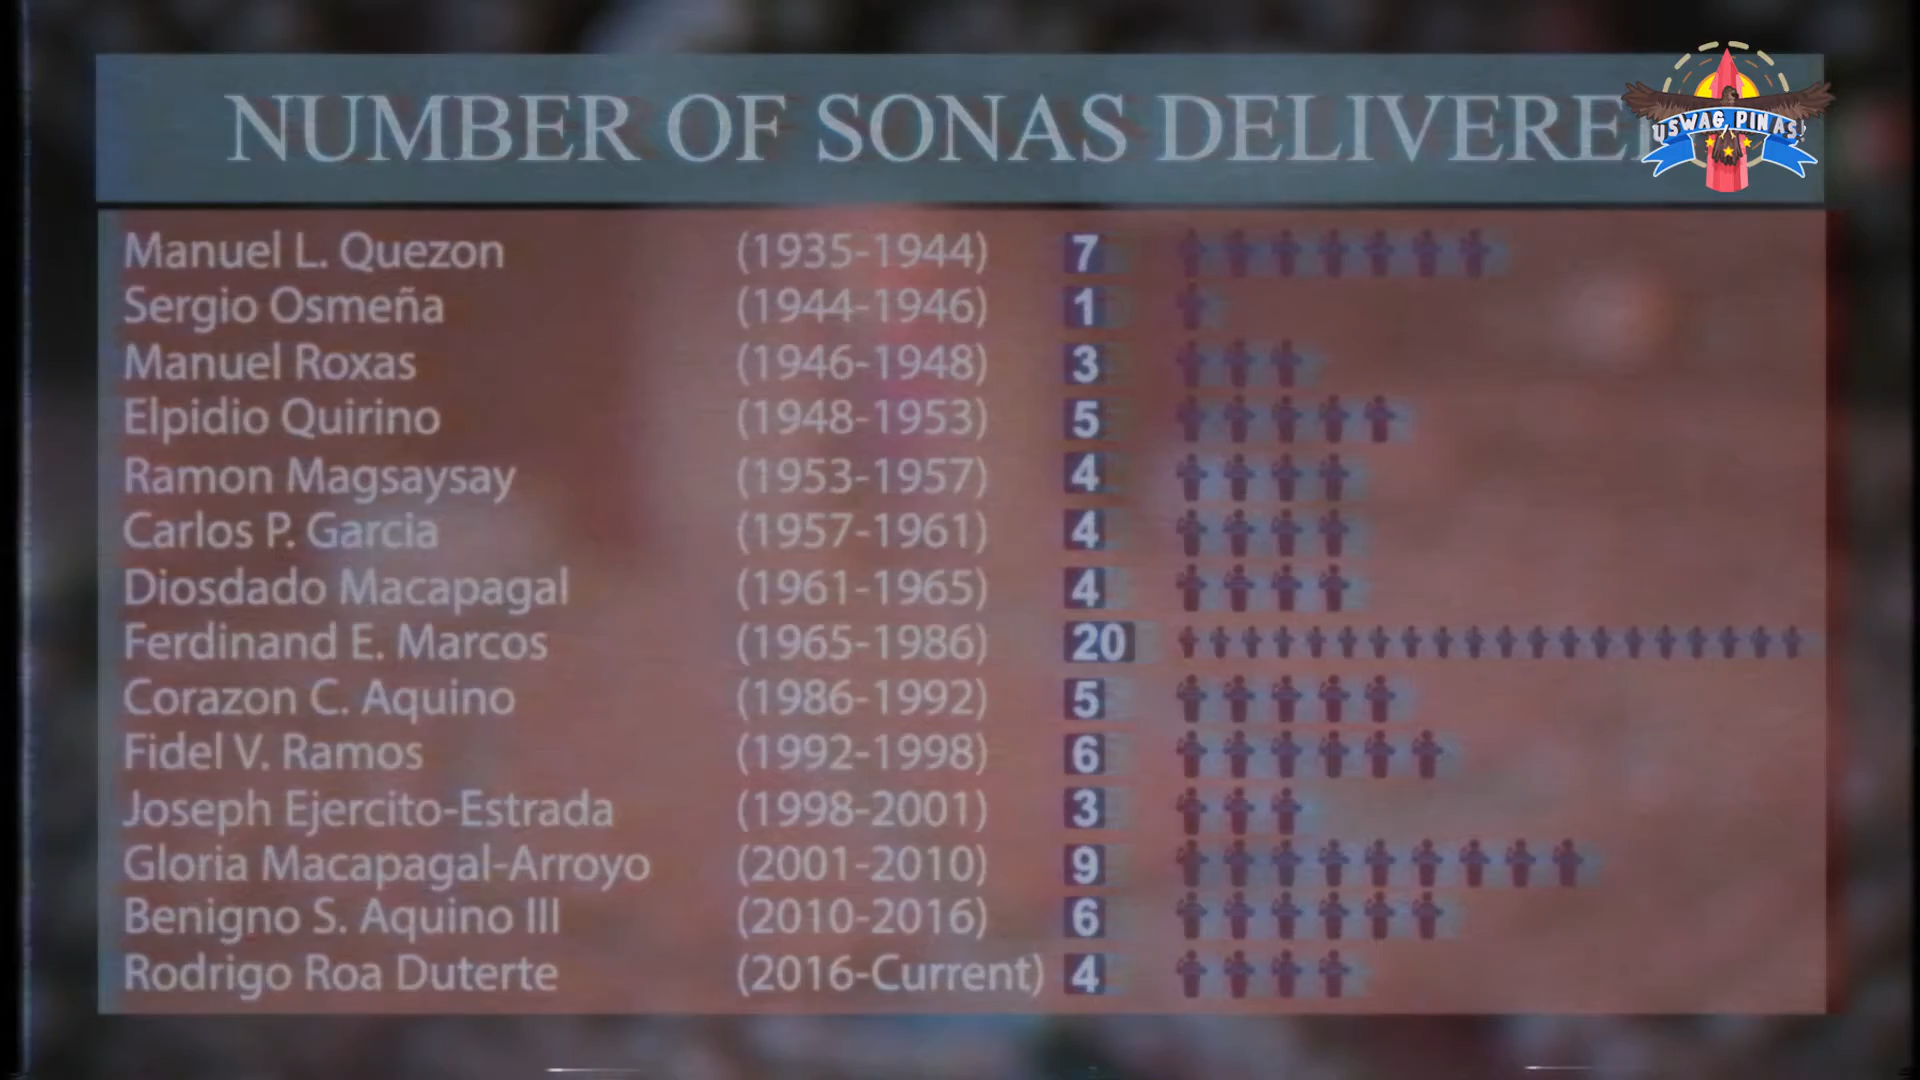 NUMBER OF SONAS DELIVERE
USWAG PINAS!
Manuel L. Quezon (1935-1944) 7
Sergio Osmeña (1944-1946) 1
Manuel Roxas (1946-1948) 3
Elpidio Quirino (1948-1953) 5
Ramon Magsaysay (1953-1957) 4
Carlos P. Garcia (1957-1961) 4
Diosdado Macapagal (1961-1965) 4
Ferdinand E. Marcos (1965-1986) 20
Corazon C. Aquino (1986-1992) 5
Fidel V. Ramos (1992-1998) 6
Joseph Ejercito-Estrada (1998-2001) 3
Gloria Macapagal-Arroyo (2001-2010) 9
Benigno S. Aquino III (2010-2016) 6
Rodrigo Roa Duterte (2016-Current) 4